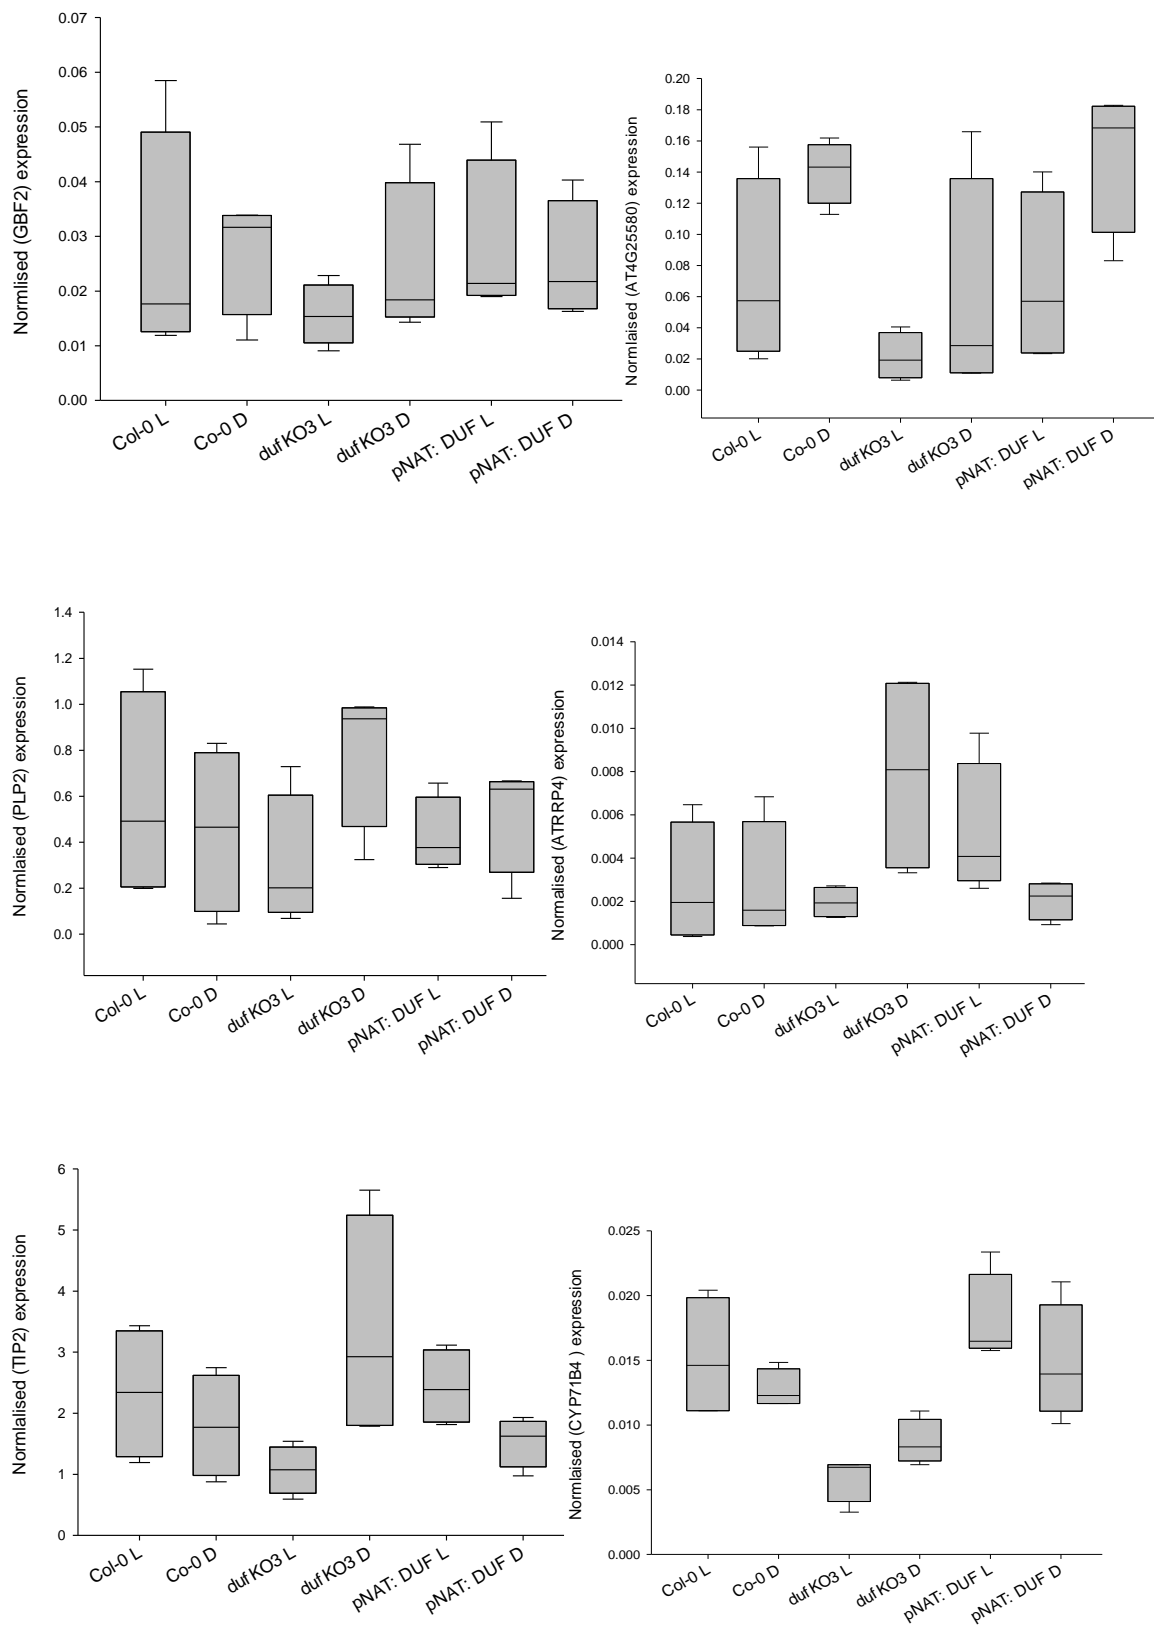 Normlised (GBF2) expression
0.07
0.06
0.05
0.04
0.03
0.02
0.01
0.00
Col-0 L
Co-0 D
duf KO3 L
duf KO3 D
pNAT: DUF L
pNAT: DUF D
Normlaised (AT4G25580) expression
0.20
0.18
0.16
0.14
0.12
0.10
0.08
0.06
0.04
0.02
0.00
Col-0 L
Co-0 D
duf KO3 L
duf KO3 D
pNAT: DUF L
pNAT: DUF D
Normlaised (PLP2) expression
1.4
1.2
1.0
0.8
0.6
0.4
0.2
0.0
Col-0 L
Co-0 D
duf KO3 L
duf KO3 D
pNAT: DUF L
pNAT: DUF D
Normalised (ATRRP4) expression
0.014
0.012
0.010
0.008
0.006
0.004
0.002
0.000
Col-0 L
Co-0 D
duf KO3 L
duf KO3 D
pNAT: DUF L
pNAT: DUF D
Normlalised (TIP2) expression
6
5
4
3
2
1
0
Col-0 L
Co-0 D
duf KO3 L
duf KO3 D
pNAT: DUF L
pNAT: DUF D
Normlaised (CYP71B4 ) expression
0.025
0.020
0.015
0.010
0.005
0.000
Col-0 L
Co-0 D
duf KO3 L
duf KO3 D
pNAT: DUF L
pNAT: DUF D